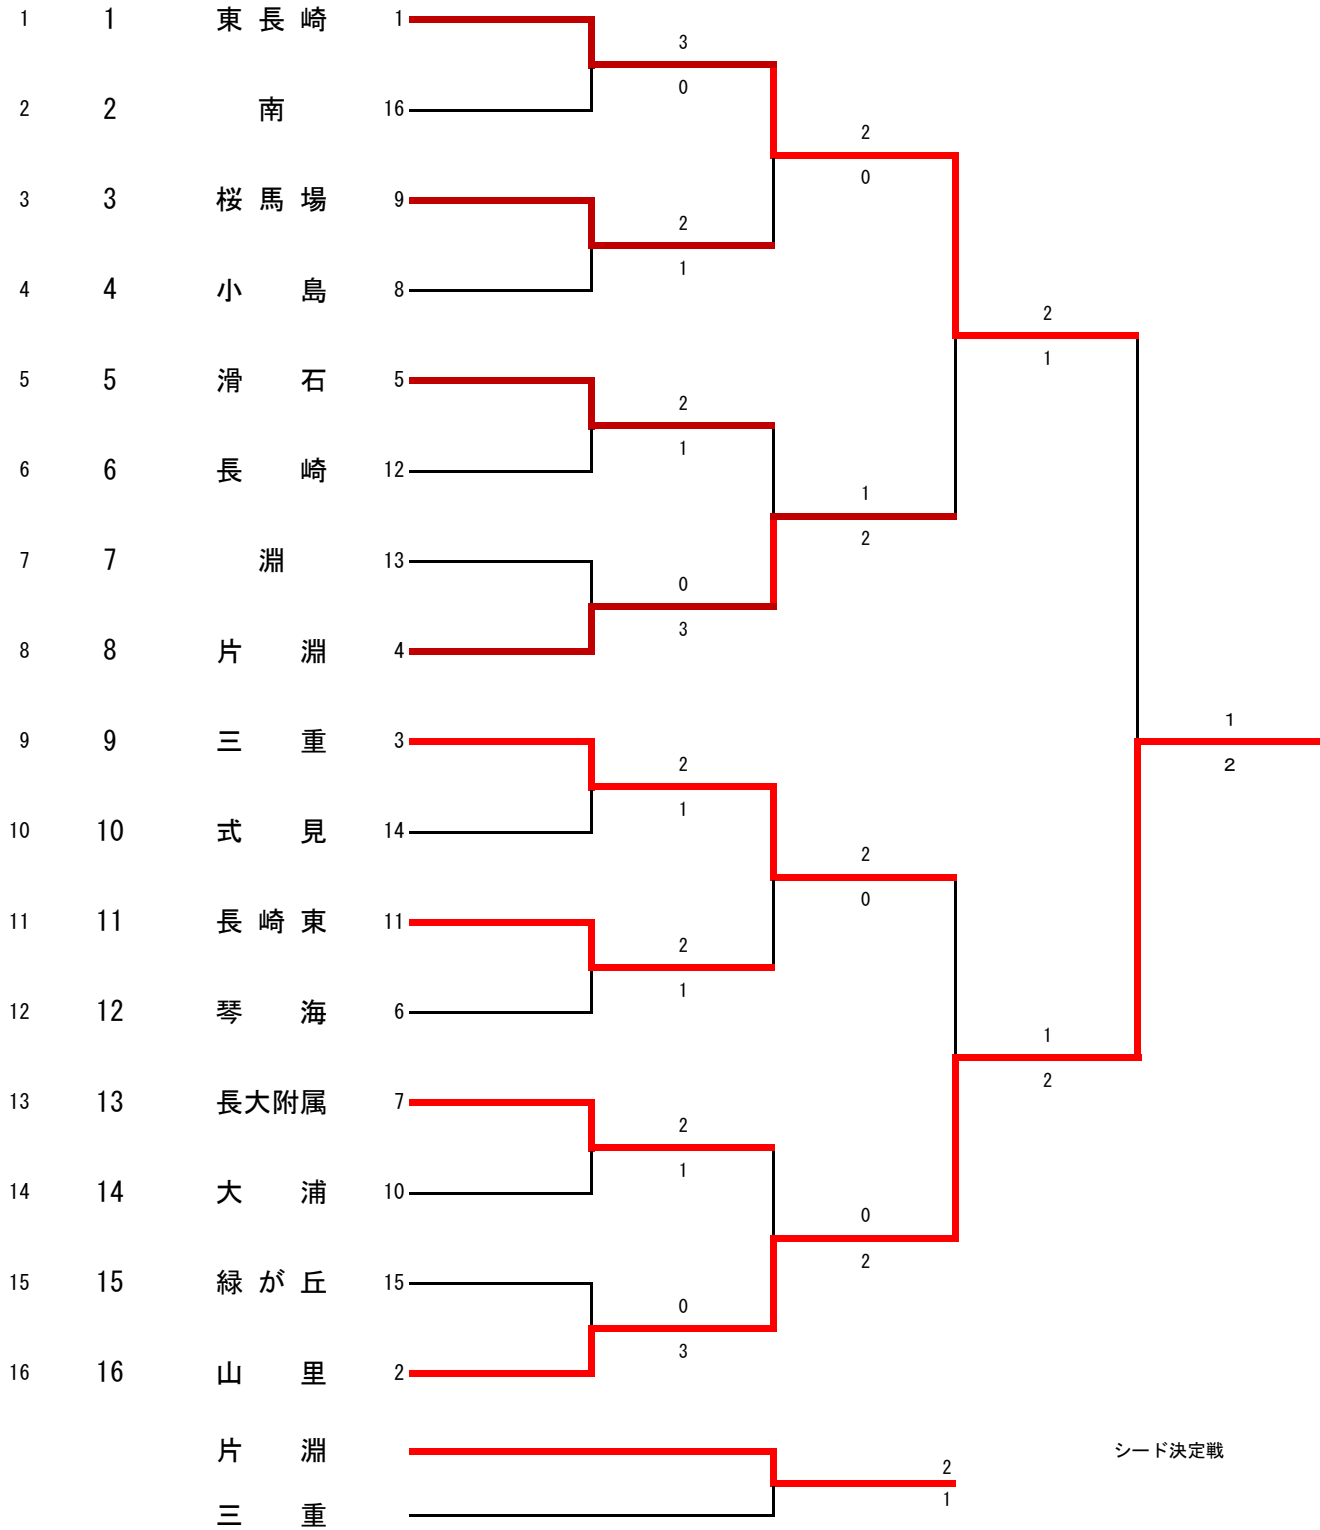 1 1 東長崎 1
3
0
2 2 南 16
2
0
3 3 桜馬場 9
2
1
4 4 小島 8
2
1
5 5 滑石 5
2
1
6 6 長崎 12
1
2
7 7 淵 13
0
3
8 8 片淵 4
1
2
9 9 三重 3
2
1
10 10 式見 14
2
0
11 11 長崎東 11
2
1
12 12 琴海 6
1
2
13 13 長大附属 7
2
1
14 14 大浦 10
0
2
15 15 緑が丘 15
0
3
16 16 山里 2
片淵 シード決定戦
2
1
三重